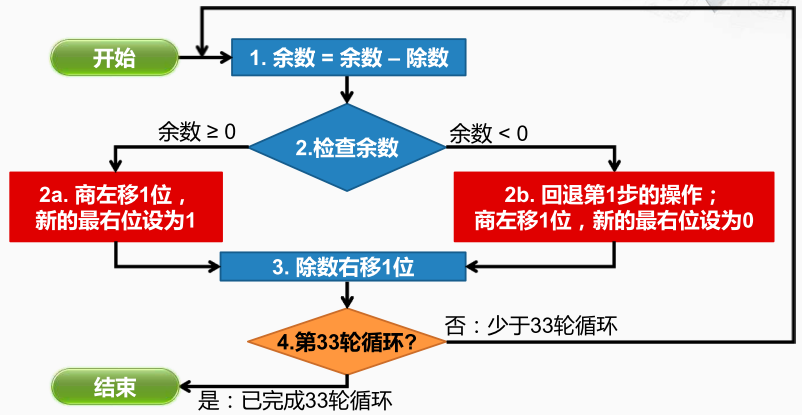 开始
1. 余数 = 余数 – 除数
2.检查余数
余数 ≥ 0
余数 < 0
2a. 商左移1位，
新的最右位设为1
2b. 回退第1步的操作；
商左移1位，新的最右位设为0
3. 除数右移1位
4.第33轮循环?
否：少于33轮循环
是：已完成33轮循环
结束